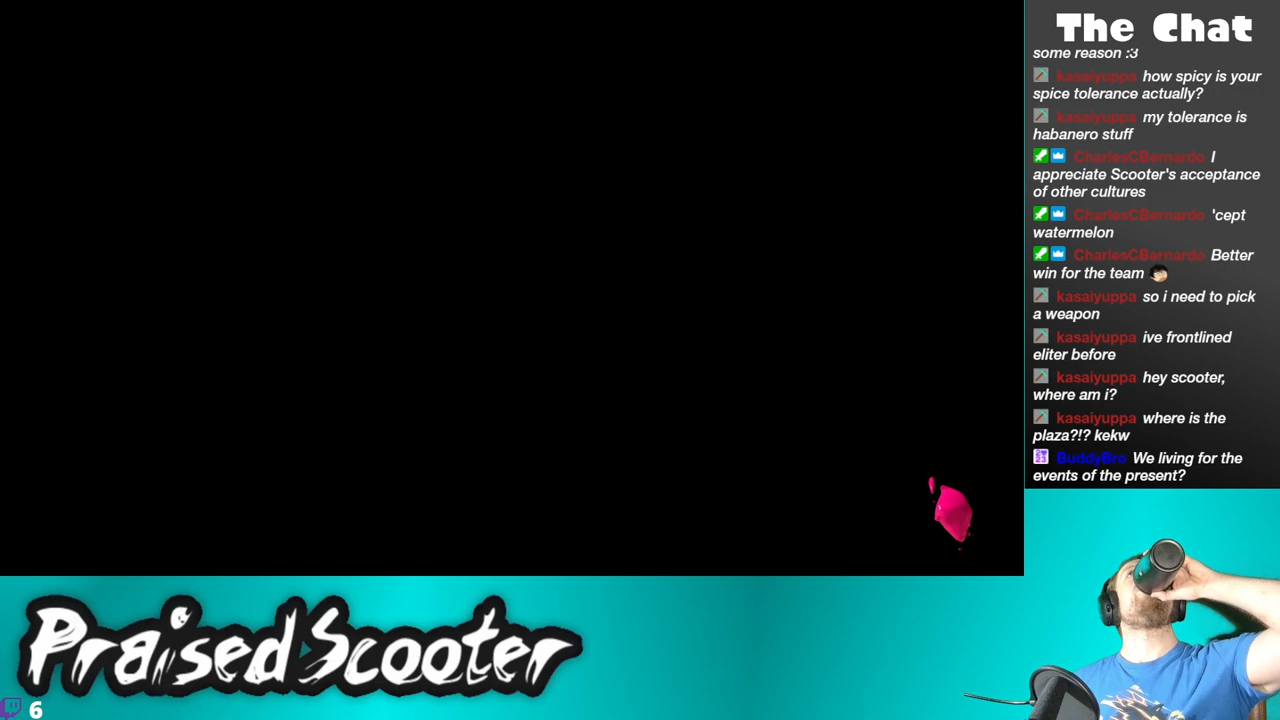 The Chat
some reason :3
kasaiyuppa how spicy is your
spice tolerance actually?
kasaiyuppa my tolerance is
habanero stuff
CharlesCBernardo I
appreciate Scooter's acceptance
of other cultures
CharlesCBernardo 'cept
watermelon
CharlesCBernardo Better
win for the team
kasaiyuppa so i need to pick
a weapon
kasaiyuppa ive frontlined
eliter before
kasaiyuppa hey scooter,
where am i?
kasaiyuppa where is the
plaza?!? kekw
BuddyBro We living for the
events of the present?
Praised Scooter
6